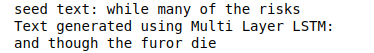 seed text: while many of the risks
Text generated using Multi Layer LSTM:
and though the furor die